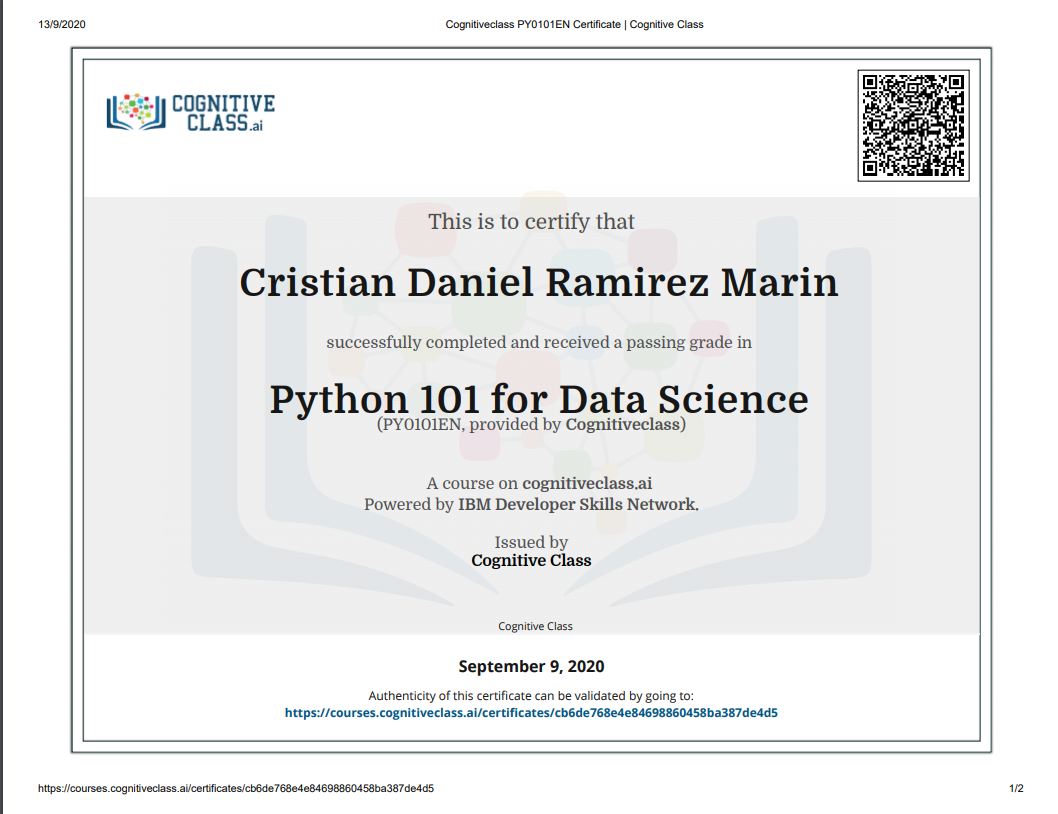 13/9/2020
Cognitiveclass PY0101EN Certificate | Cognitive Class
COGNITIVE
CLASS.ai
This is to certify that
Cristian Daniel Ramirez Marin
successfully completed and received a passing grade in
Python 101 for Data Science
(PY0101EN, provided by Cognitiveclass)
A course on cognitiveclass.ai
Powered by IBM Developer Skills Network.
Issued by
Cognitive Class
Cognitive Class
September 9, 2020
Authenticity of this certificate can be validated by going to:
https://courses.cognitiveclass.ai/certificates/cb6de768e4e84698860458ba387de4d5
https://courses.cognitiveclass.ai/certificates/cb6de768e4e84698860458ba387de4d5
1/2